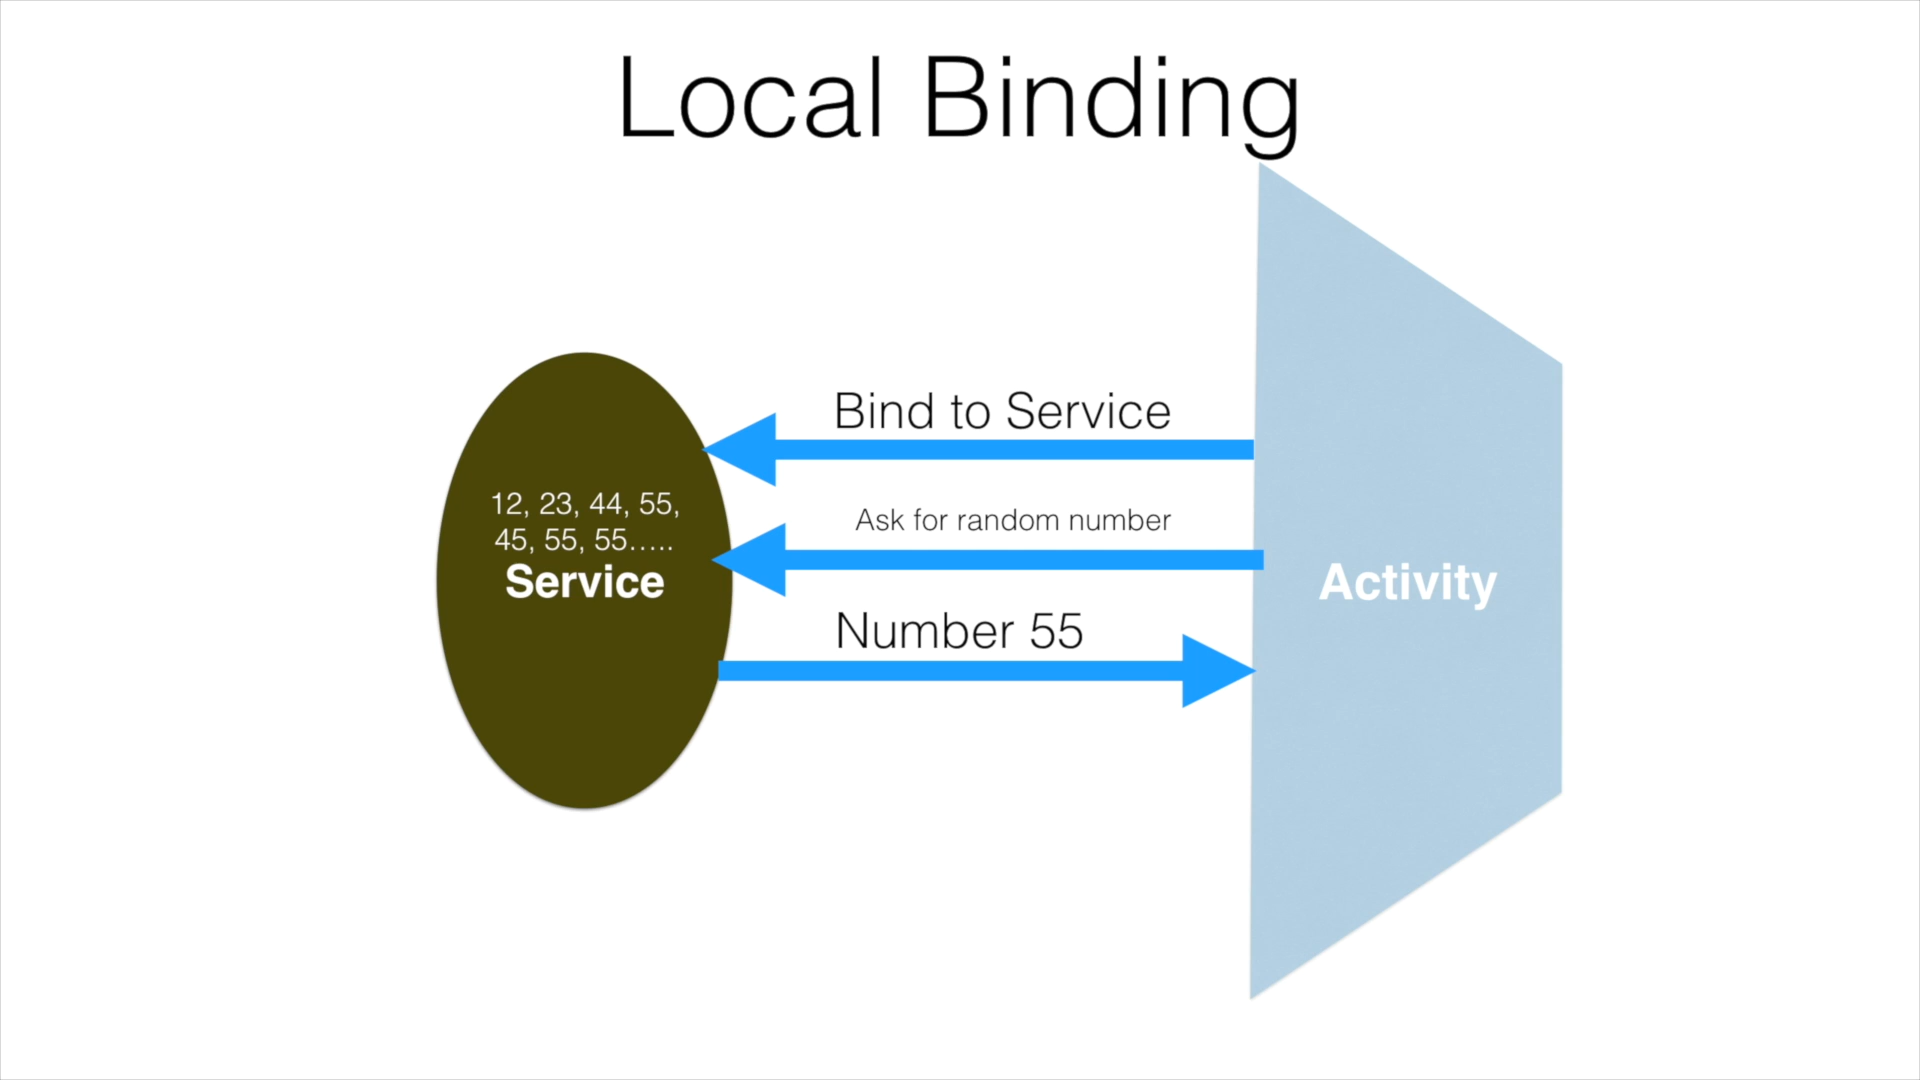 Local Binding
Bind to Service
12, 23, 44, 55,
45, 55, 55.....
Service
Ask for random number
Activity
Number 55